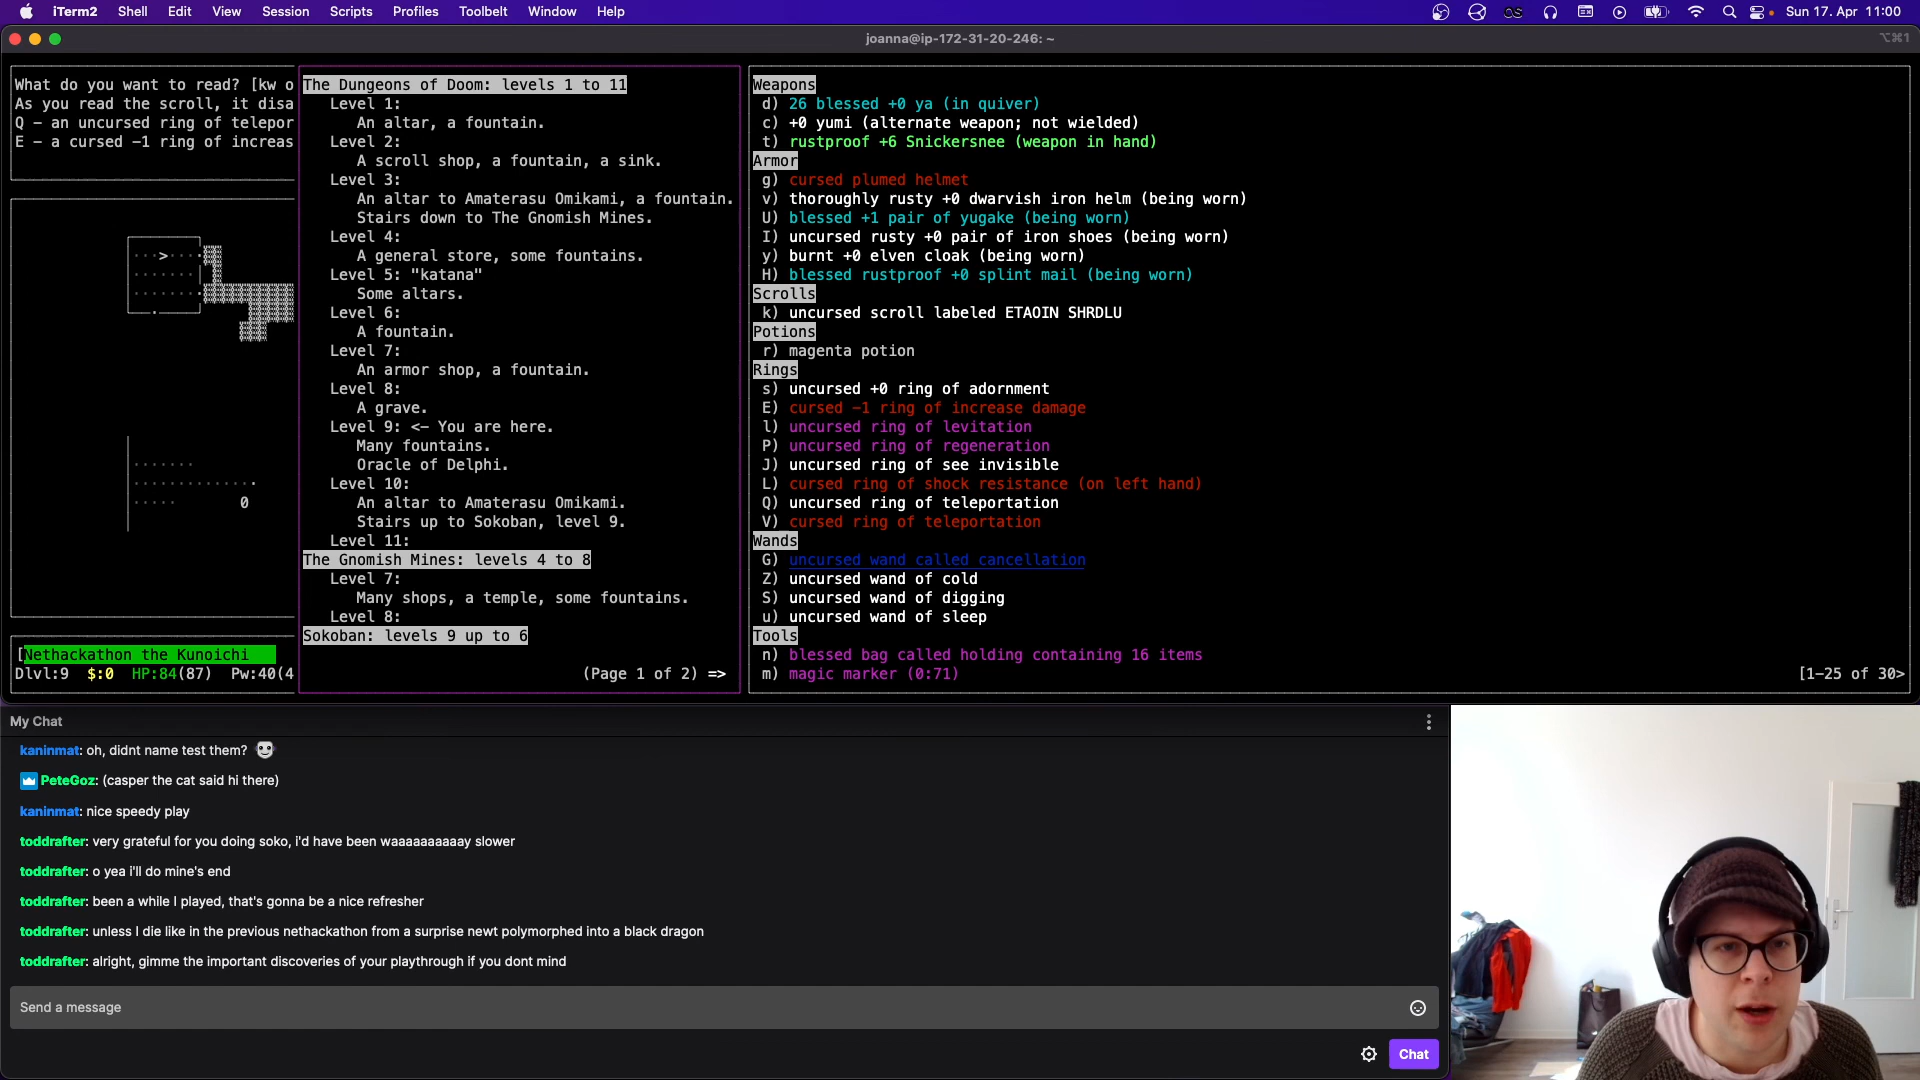 iTerm2 Shell Edit View Session Scripts Profiles Toolbelt Window Help
Sun 17. Apr 11:00
joanna@ip-172-31-20-246: ~
⌥⌘1
What do you want to read? [kw o
As you read the scroll, it disa
Q - an uncursed ring of telepor
E - a cursed -1 ring of increas
[Nethackathon the Kunoichi
Dlvl:9 $:0 HP:84(87) Pw:40(4
The Dungeons of Doom: levels 1 to 11
Level 1:
An altar, a fountain.
Level 2:
A scroll shop, a fountain, a sink.
Level 3:
An altar to Amaterasu Omikami, a fountain.
Stairs down to The Gnomish Mines.
Level 4:
A general store, some fountains.
Level 5: "katana"
Some altars.
Level 6:
A fountain.
Level 7:
An armor shop, a fountain.
Level 8:
A grave.
Level 9: <- You are here.
Many fountains.
Oracle of Delphi.
Level 10:
An altar to Amaterasu Omikami.
Stairs up to Sokoban, level 9.
Level 11:
The Gnomish Mines: levels 4 to 8
Level 7:
Many shops, a temple, some fountains.
Level 8:
Sokoban: levels 9 up to 6
(Page 1 of 2) =>
Weapons
d) 26 blessed +0 ya (in quiver)
c) +0 yumi (alternate weapon; not wielded)
t) rustproof +6 Snickersnee (weapon in hand)
Armor
g) cursed plumed helmet
v) thoroughly rusty +0 dwarvish iron helm (being worn)
U) blessed +1 pair of yugake (being worn)
I) uncursed rusty +0 pair of iron shoes (being worn)
y) burnt +0 elven cloak (being worn)
H) blessed rustproof +0 splint mail (being worn)
Scrolls
k) uncursed scroll labeled ETAOIN SHRDLU
Potions
r) magenta potion
Rings
s) uncursed +0 ring of adornment
E) cursed -1 ring of increase damage
l) uncursed ring of levitation
P) uncursed ring of regeneration
J) uncursed ring of see invisible
L) cursed ring of shock resistance (on left hand)
Q) uncursed ring of teleportation
V) cursed ring of teleportation
Wands
G) uncursed wand called cancellation
Z) uncursed wand of cold
S) uncursed wand of digging
u) uncursed wand of sleep
Tools
n) blessed bag called holding containing 16 items
m) magic marker (0:71)
[1-25 of 30>
My Chat
kaninmat: oh, didnt name test them?
PeteGoz: (casper the cat said hi there)
kaninmat: nice speedy play
toddrafter: very grateful for you doing soko, i'd have been waaaaaaaaaay slower
toddrafter: o yea i'll do mine's end
toddrafter: been a while I played, that's gonna be a nice refresher
toddrafter: unless I die like in the previous nethackathon from a surprise newt polymorphed into a black dragon
toddrafter: alright, gimme the important discoveries of your playthrough if you dont mind
Send a message
Chat